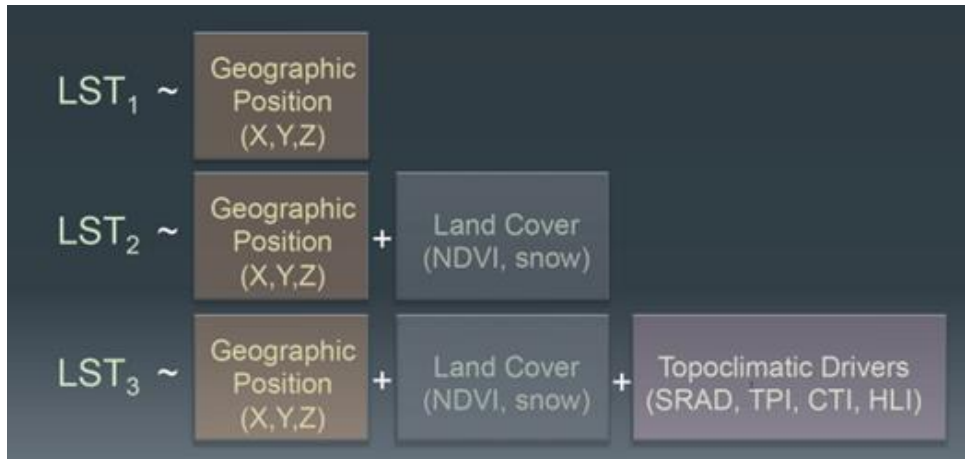 LST₁ ~ Geographic Position (X,Y,Z)
LST₂ ~ Geographic Position (X,Y,Z) + Land Cover (NDVI, snow)
LST₃ ~ Geographic Position (X,Y,Z) + Land Cover (NDVI, snow) + Topoclimatic Drivers (SRAD, TPI, CTI, HLI)